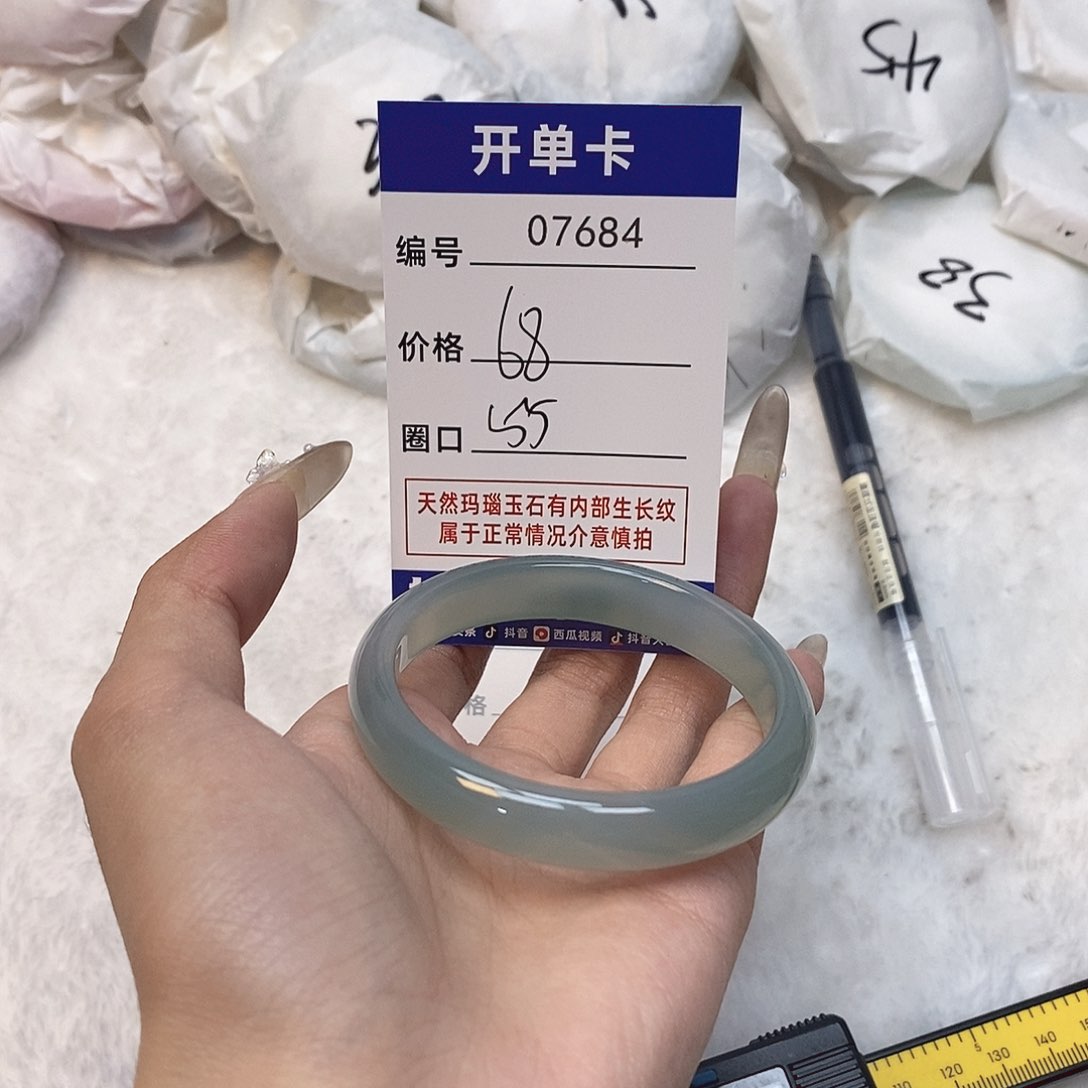 45
38
开单卡
编号 07684
价格 68
圈口 55
天然玛瑙玉石有内部生长纹
属于正常情况介意慎拍
抖音 西瓜视频 抖音
格
120 130 140
5